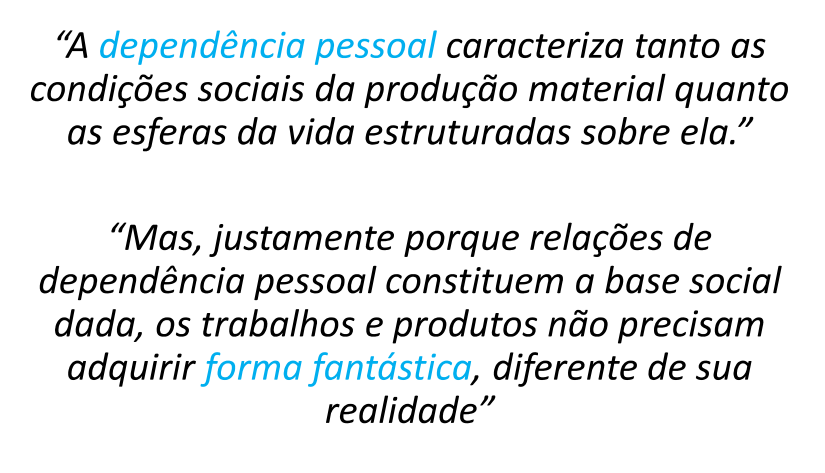 “A dependência pessoal caracteriza tanto as
condições sociais da produção material quanto
as esferas da vida estruturadas sobre ela.”
“Mas, justamente porque relações de
dependência pessoal constituem a base social
dada, os trabalhos e produtos não precisam
adquirir forma fantástica, diferente de sua
realidade”